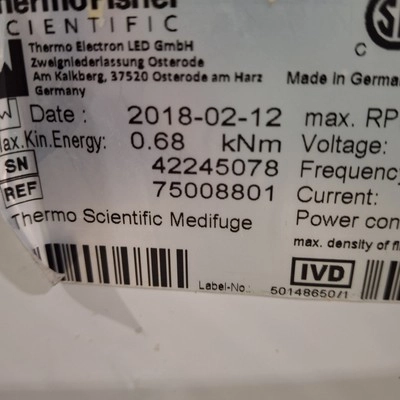 ThermoFisher
SCIENTIFIC
Thermo Electron LED GmbH
Zweigniederlassung Osterode
Am Kalkberg, 37520 Osterode am Harz
Germany
Made in German
C
Date : 2018-02-12 max. RP
ax.Kin.Energy: 0.68 kNm Voltage:
SN 42245078 Frequency
REF 75008801 Current:
Thermo Scientific Medifuge Power con
max. density of fl
IVD
Label-No.: 50148650/1